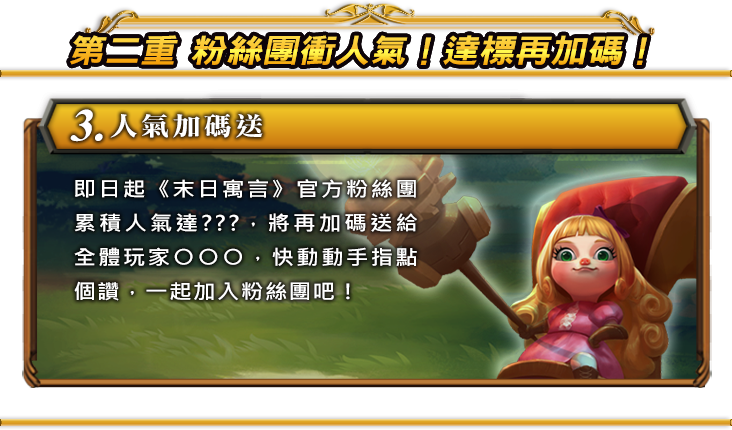 第二重 粉絲團衝人氣！達標再加碼！
3.人氣加碼送
即日起《末日寓言》官方粉絲團
累積人氣達???，將再加碼送給
全體玩家〇〇〇，快動動手指點
個讚，一起加入粉絲團吧！